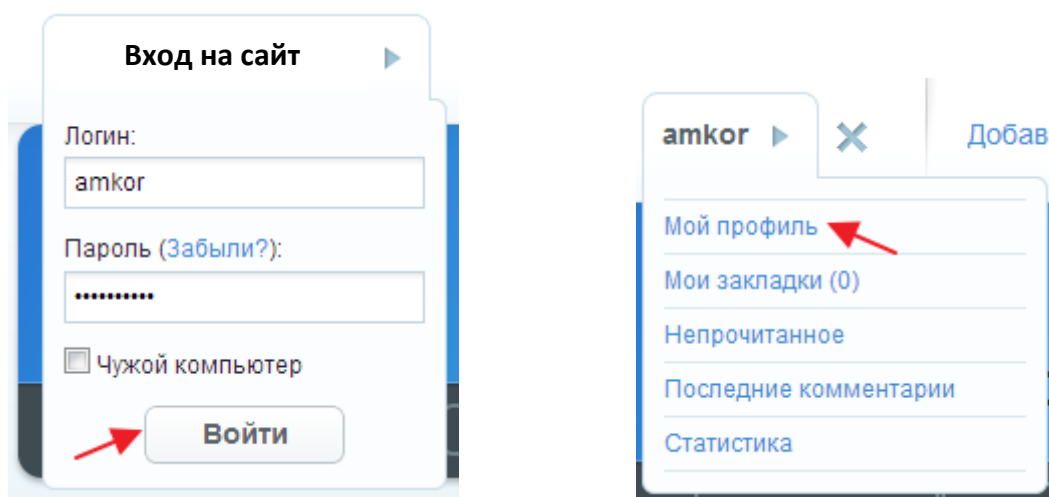 Вход на сайт
Логин:
amkor
Пароль (Забыли?):
••••••••••
Чужой компьютер
Войти
amkor
Добав
Мой профиль
Мои закладки (0)
Непрочитанное
Последние комментарии
Статистика